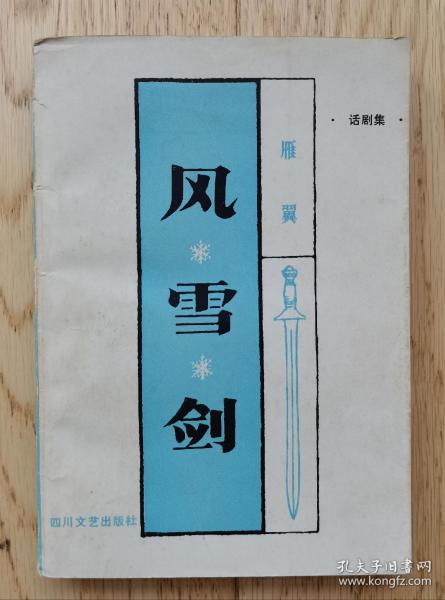 · 话剧集 ·
雁翼
风
雪
剑
四川文艺出版社
孔夫子旧书网
www.kongfz.com